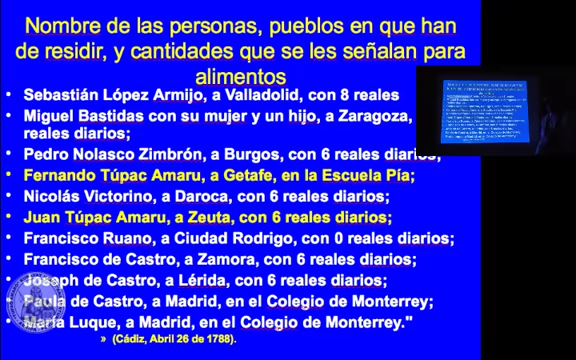 Nombre de las personas, pueblos en que han
de residir, y cantidades que se les señalan para
alimentos
• Sebastián López Armijo, a Valladolid, con 8 reales
• Miguel Bastidas con su mujer y un hijo, a Zaragoza,
reales diarios;
• Pedro Nolasco Zimbrón, a Burgos, con 6 reales diarios;
• Fernando Túpac Amaru, a Getafe, en la Escuela Pía;
• Nicolás Victorino, a Daroca, con 6 reales diarios;
• Juan Túpac Amaru, a Zeuta, con 6 reales diarios;
• Francisco Ruano, a Ciudad Rodrigo, con 0 reales diarios;
• Francisco de Castro, a Zamora, con 6 reales diarios;
• Joseph de Castro, a Lérida, con 6 reales diarios;
• Paula de Castro, a Madrid, en el Colegio de Monterrey;
• María Luque, a Madrid, en el Colegio de Monterrey."
» (Cádiz, Abril 26 de 1788).